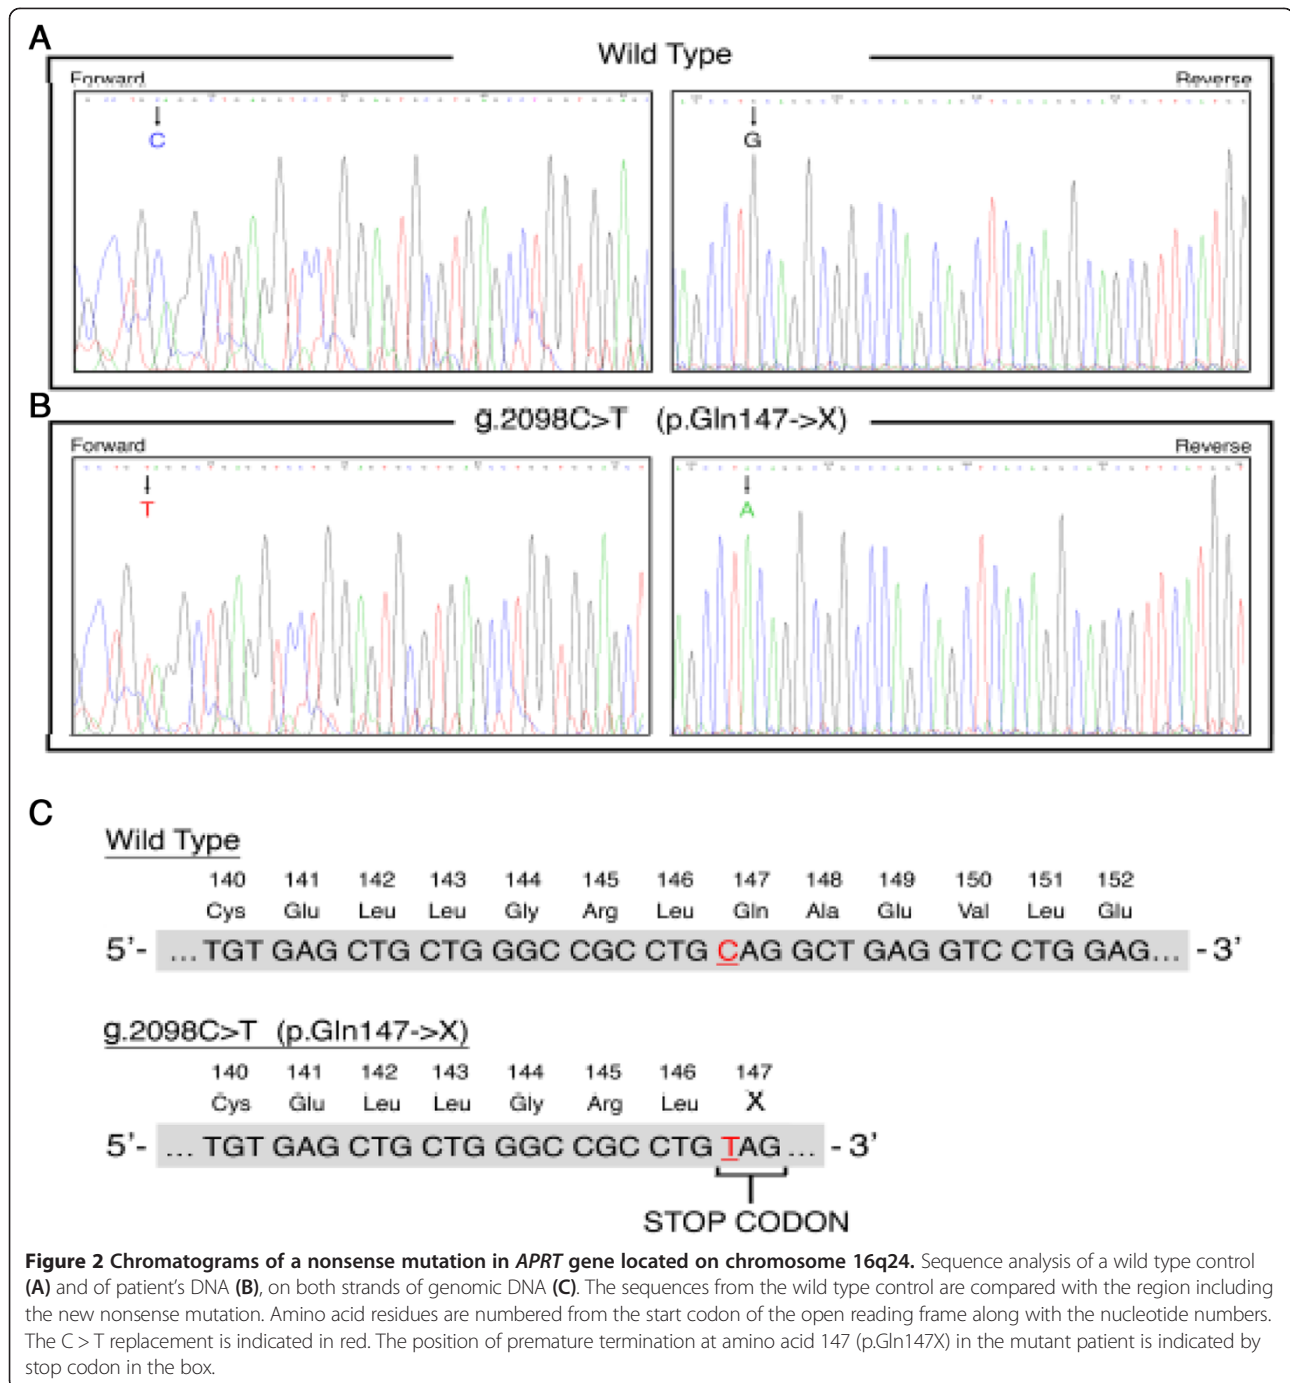 A
Wild Type
Forward
Reverse
C
G
B
g.2098C>T (p.Gln147->X)
Forward
Reverse
T
A
C
Wild Type
140 141 142 143 144 145 146 147 148 149 150 151 152
Cys Glu Leu Leu Gly Arg Leu Gln Ala Glu Val Leu Glu
5'- ... TGT GAG CTG CTG GGC CGC CTG CAG GCT GAG GTC CTG GAG... - 3'
g.2098C>T (p.Gln147->X)
140 141 142 143 144 145 146 147
Cys Glu Leu Leu Gly Arg Leu X
5'- ... TGT GAG CTG CTG GGC CGC CTG TAG ... - 3'
STOP CODON
Figure 2 Chromatograms of a nonsense mutation in APRT gene located on chromosome 16q24. Sequence analysis of a wild type control
(A) and of patient's DNA (B), on both strands of genomic DNA (C). The sequences from the wild type control are compared with the region including
the new nonsense mutation. Amino acid residues are numbered from the start codon of the open reading frame along with the nucleotide numbers.
The C > T replacement is indicated in red. The position of premature termination at amino acid 147 (p.Gln147X) in the mutant patient is indicated by
stop codon in the box.